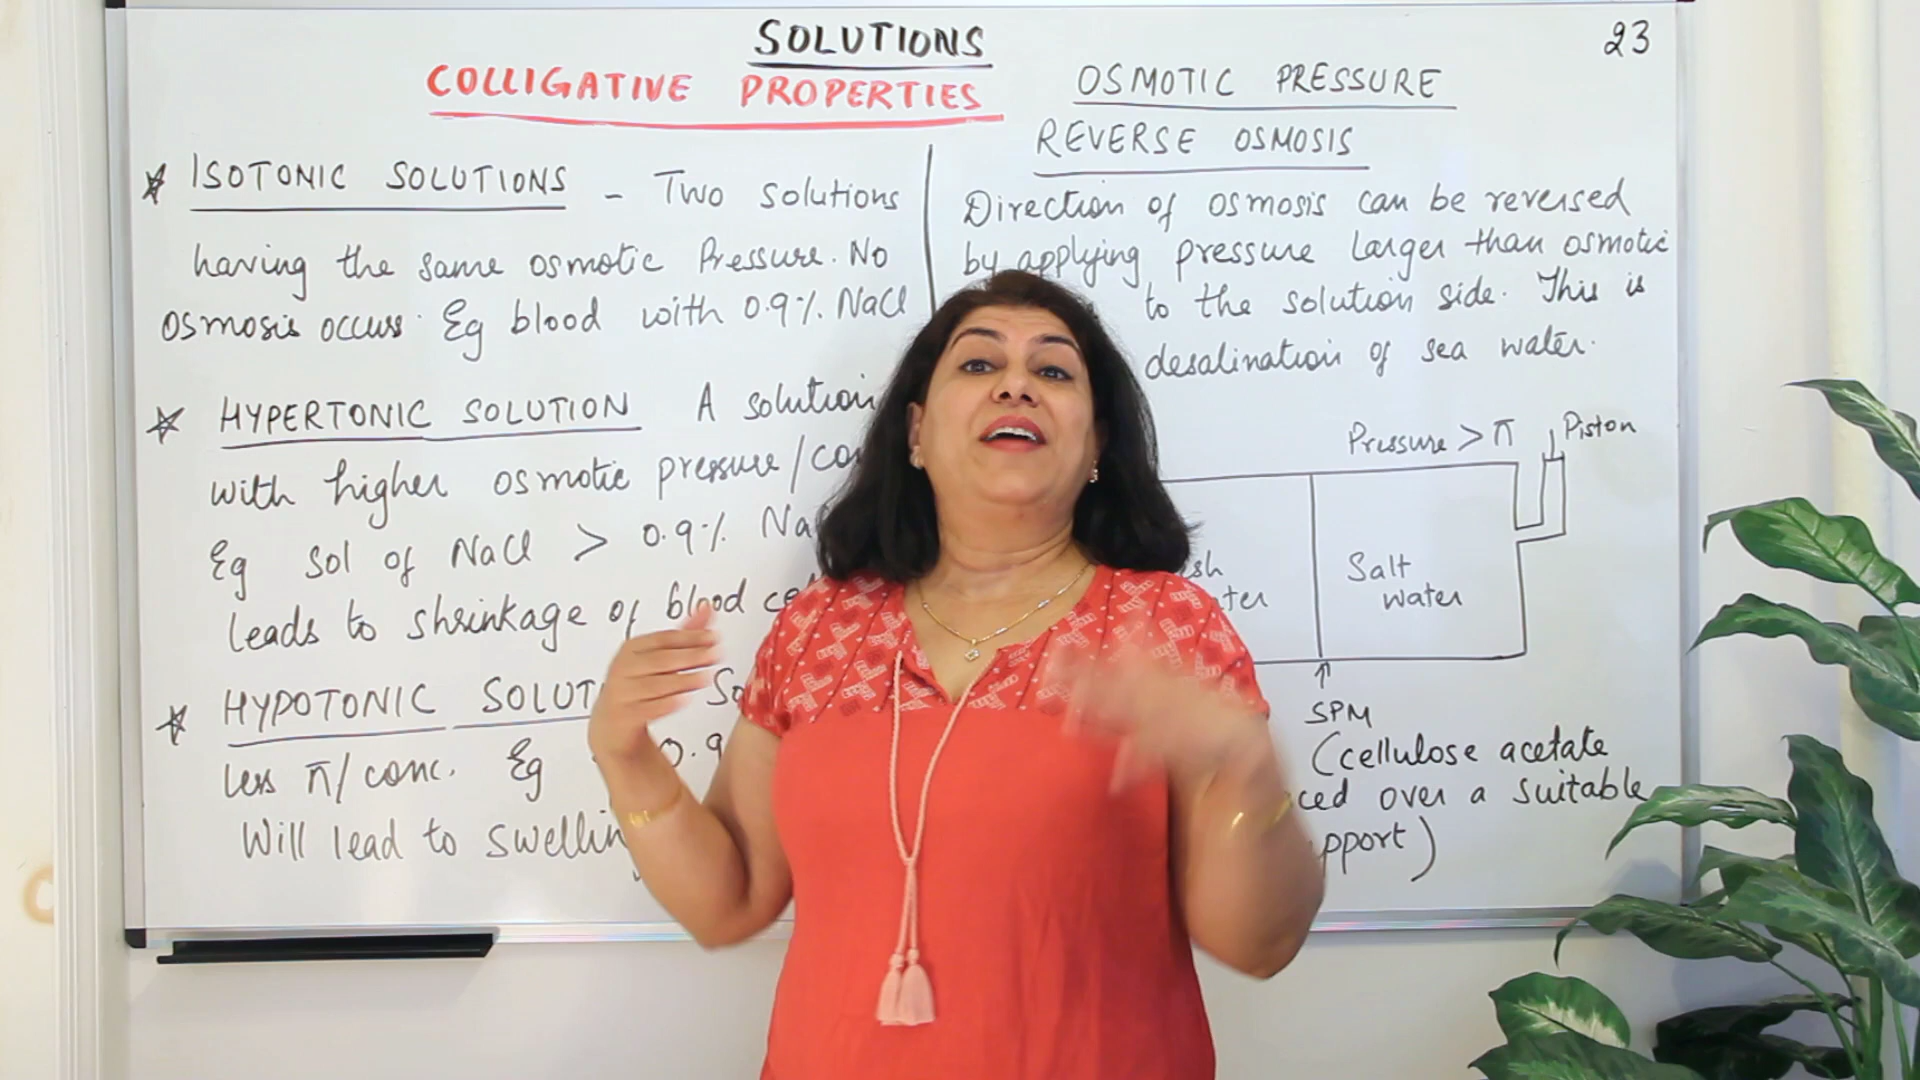 SOLUTIONS
23
COLLIGATIVE PROPERTIES
★ ISOTONIC SOLUTIONS - Two solutions
having the same osmotic Pressure. No
osmosis occurs. Eg blood with 0.9% NaCl
★ HYPERTONIC SOLUTION A solution
with higher osmotic pressure/
Eg sol of NaCl > 0.9%
leads to shrinkage of blood
★ HYPOTONIC
less π/conc. Eg
Will lead to
OSMOTIC PRESSURE
REVERSE OSMOSIS
Direction of osmosis can be reversed
by applying pressure larger than osmotic
to the solution side. This is
desalination of sea water.
Pressure > π Piston
Salt
water
↑
SPM
(cellulose acetate
over a suitable